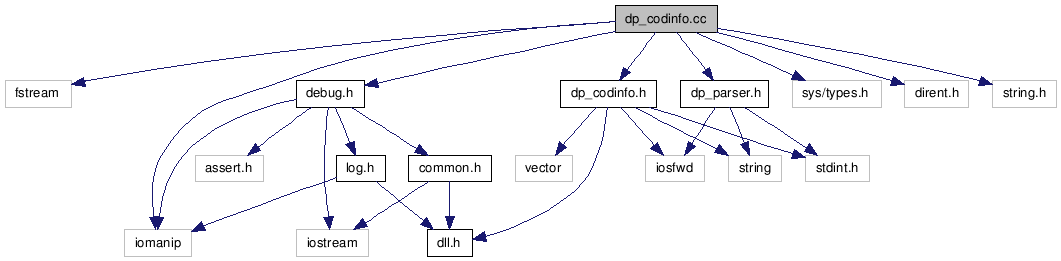 dp_codinfo.cc
fstream
debug.h
dp_codinfo.h
dp_parser.h
sys/types.h
dirent.h
string.h
assert.h
log.h
common.h
vector
iosfwd
string
stdint.h
iomanip
iostream
dll.h